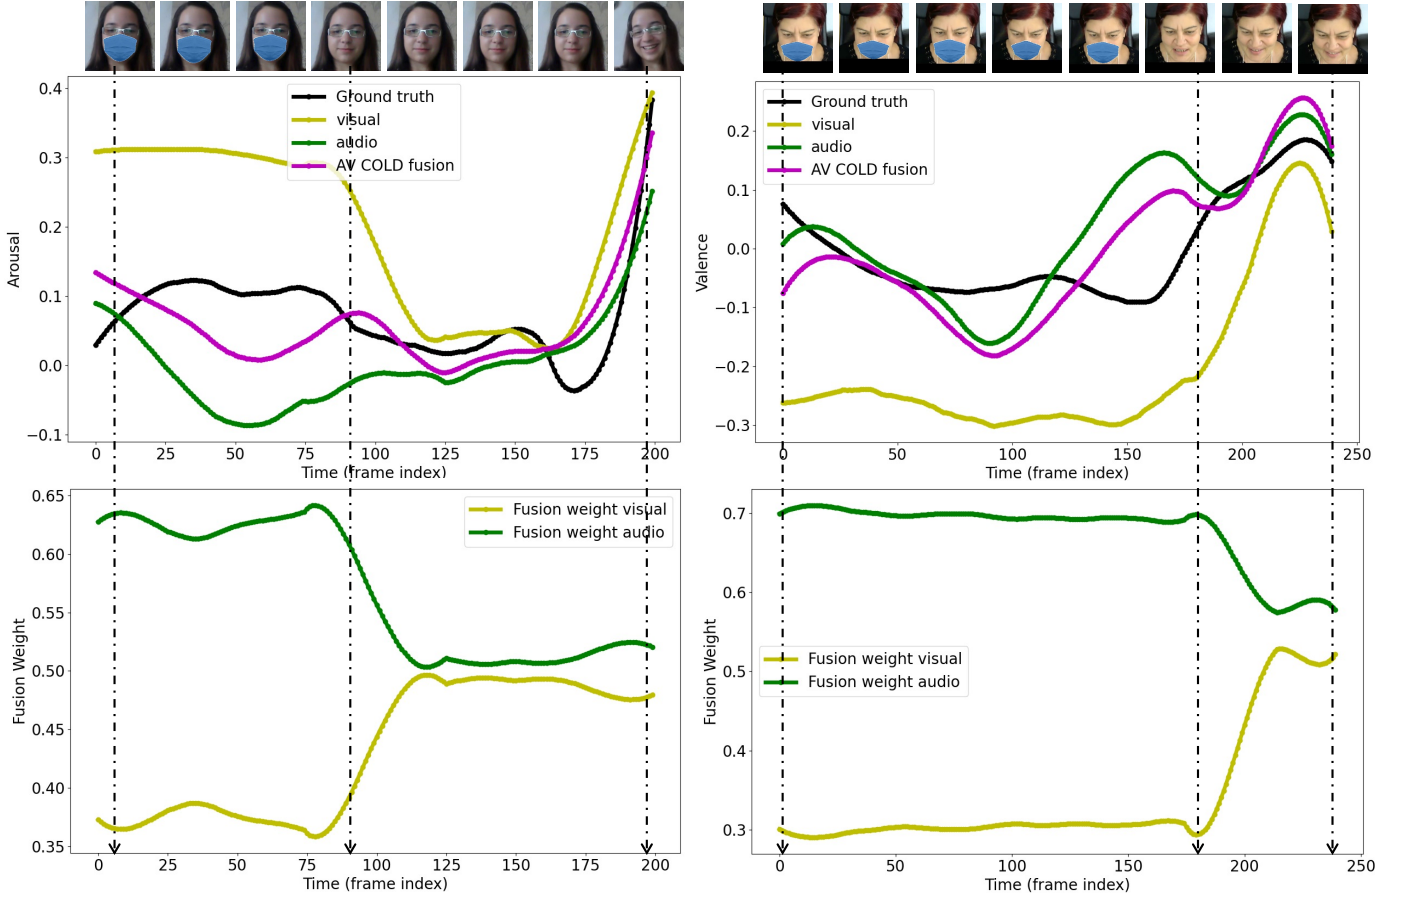 0.4
0.3
0.2
0.1
0.0
−0.1
Arousal
Ground truth
visual
audio
AV COLD fusion
0 25 50 75 100 125 150 175 200
Time (frame index)
0.2
0.1
0.0
−0.1
−0.2
−0.3
Valence
Ground truth
visual
audio
AV COLD fusion
0 50 100 150 200 250
Time (frame index)
0.65
0.60
0.55
0.50
0.45
0.40
0.35
Fusion Weight
Fusion weight visual
Fusion weight audio
0 25 50 75 100 125 150 175 200
Time (frame index)
0.7
0.6
0.5
0.4
0.3
Fusion Weight
Fusion weight visual
Fusion weight audio
0 50 100 150 200 250
Time (frame index)